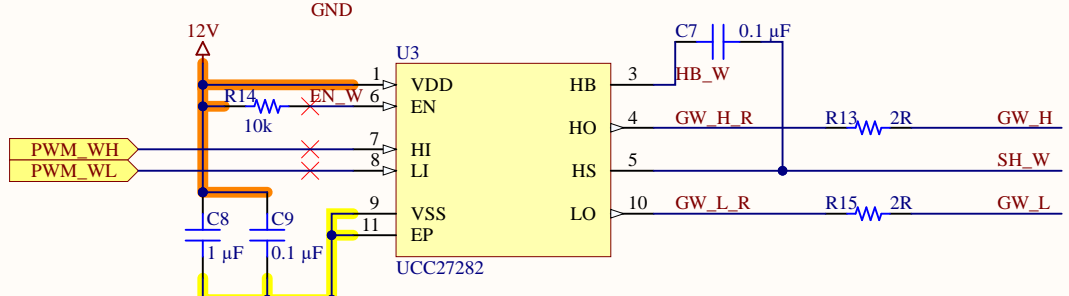 GND
12V
C7 0.1 µF
U3
1 VDD HB 3 HB_W
R14 EN_W 6 EN
10k
HO 4 GW_H_R R13 2R GW_H
PWM_WH 7 HI
PWM_WL 8 LI HS 5 SH_W
9 VSS LO 10 GW_L_R R15 2R GW_L
C8 C9 11 EP
1 µF 0.1 µF
UCC27282